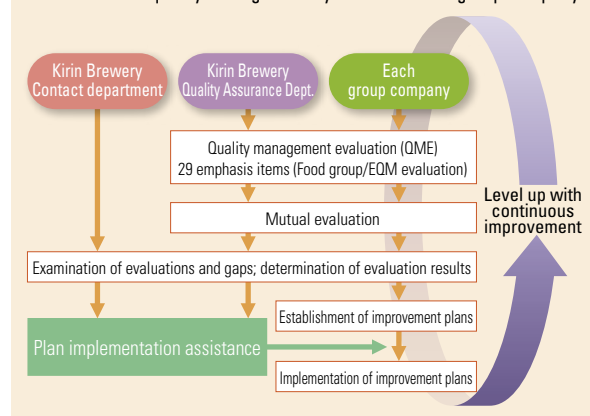 Kirin Brewery
Contact department
Kirin Brewery
Quality Assurance Dept.
Each
group company
Quality management evaluation (QME)
29 emphasis items (Food group/EQM evaluation)
Mutual evaluation
Level up with
continuous
improvement
Examination of evaluations and gaps; determination of evaluation results
Establishment of improvement plans
Plan implementation assistance
Implementation of improvement plans